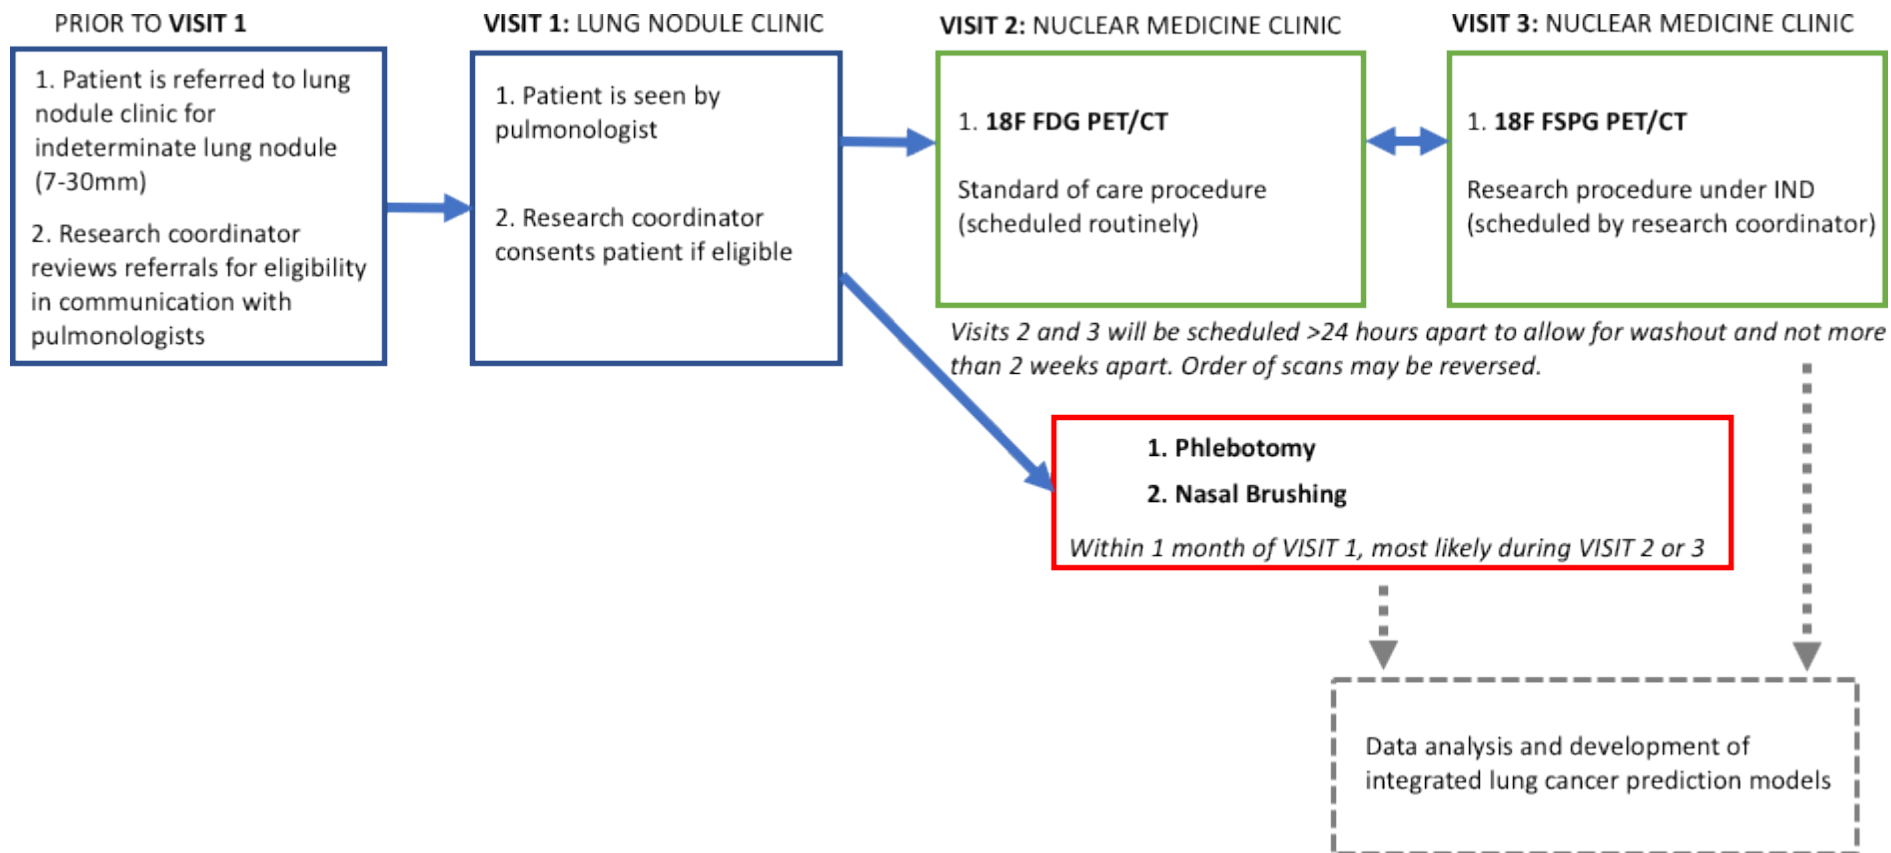 PRIOR TO VISIT 1
1. Patient is referred to lung
nodule clinic for
indeterminate lung nodule
(7-30mm)
2. Research coordinator
reviews referrals for eligibility
in communication with
pulmonologists
VISIT 1: LUNG NODULE CLINIC
1. Patient is seen by
pulmonologist
2. Research coordinator
consents patient if eligible
VISIT 2: NUCLEAR MEDICINE CLINIC
1. 18F FDG PET/CT
Standard of care procedure
(scheduled routinely)
VISIT 3: NUCLEAR MEDICINE CLINIC
1. 18F FSPG PET/CT
Research procedure under IND
(scheduled by research coordinator)
Visits 2 and 3 will be scheduled >24 hours apart to allow for washout and not more
than 2 weeks apart. Order of scans may be reversed.
1. Phlebotomy
2. Nasal Brushing
Within 1 month of VISIT 1, most likely during VISIT 2 or 3
Data analysis and development of
integrated lung cancer prediction models